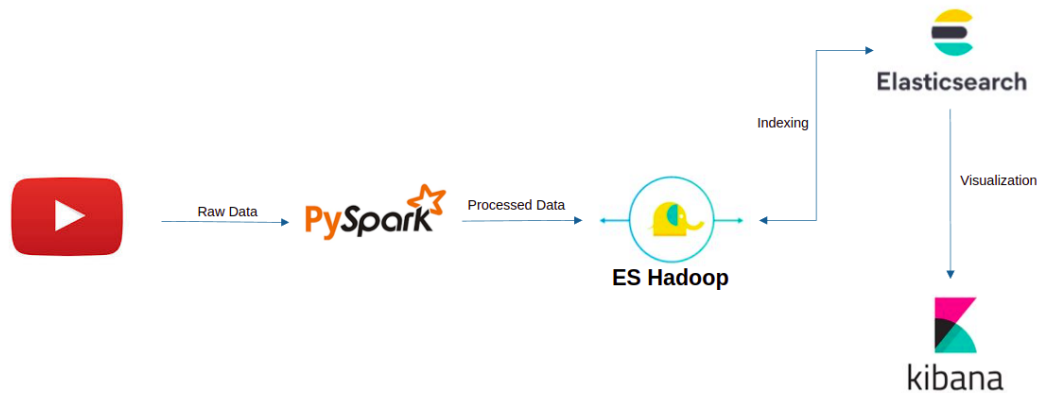 Raw Data
PySpark
Processed Data
ES Hadoop
Indexing
Elasticsearch
Visualization
kibana